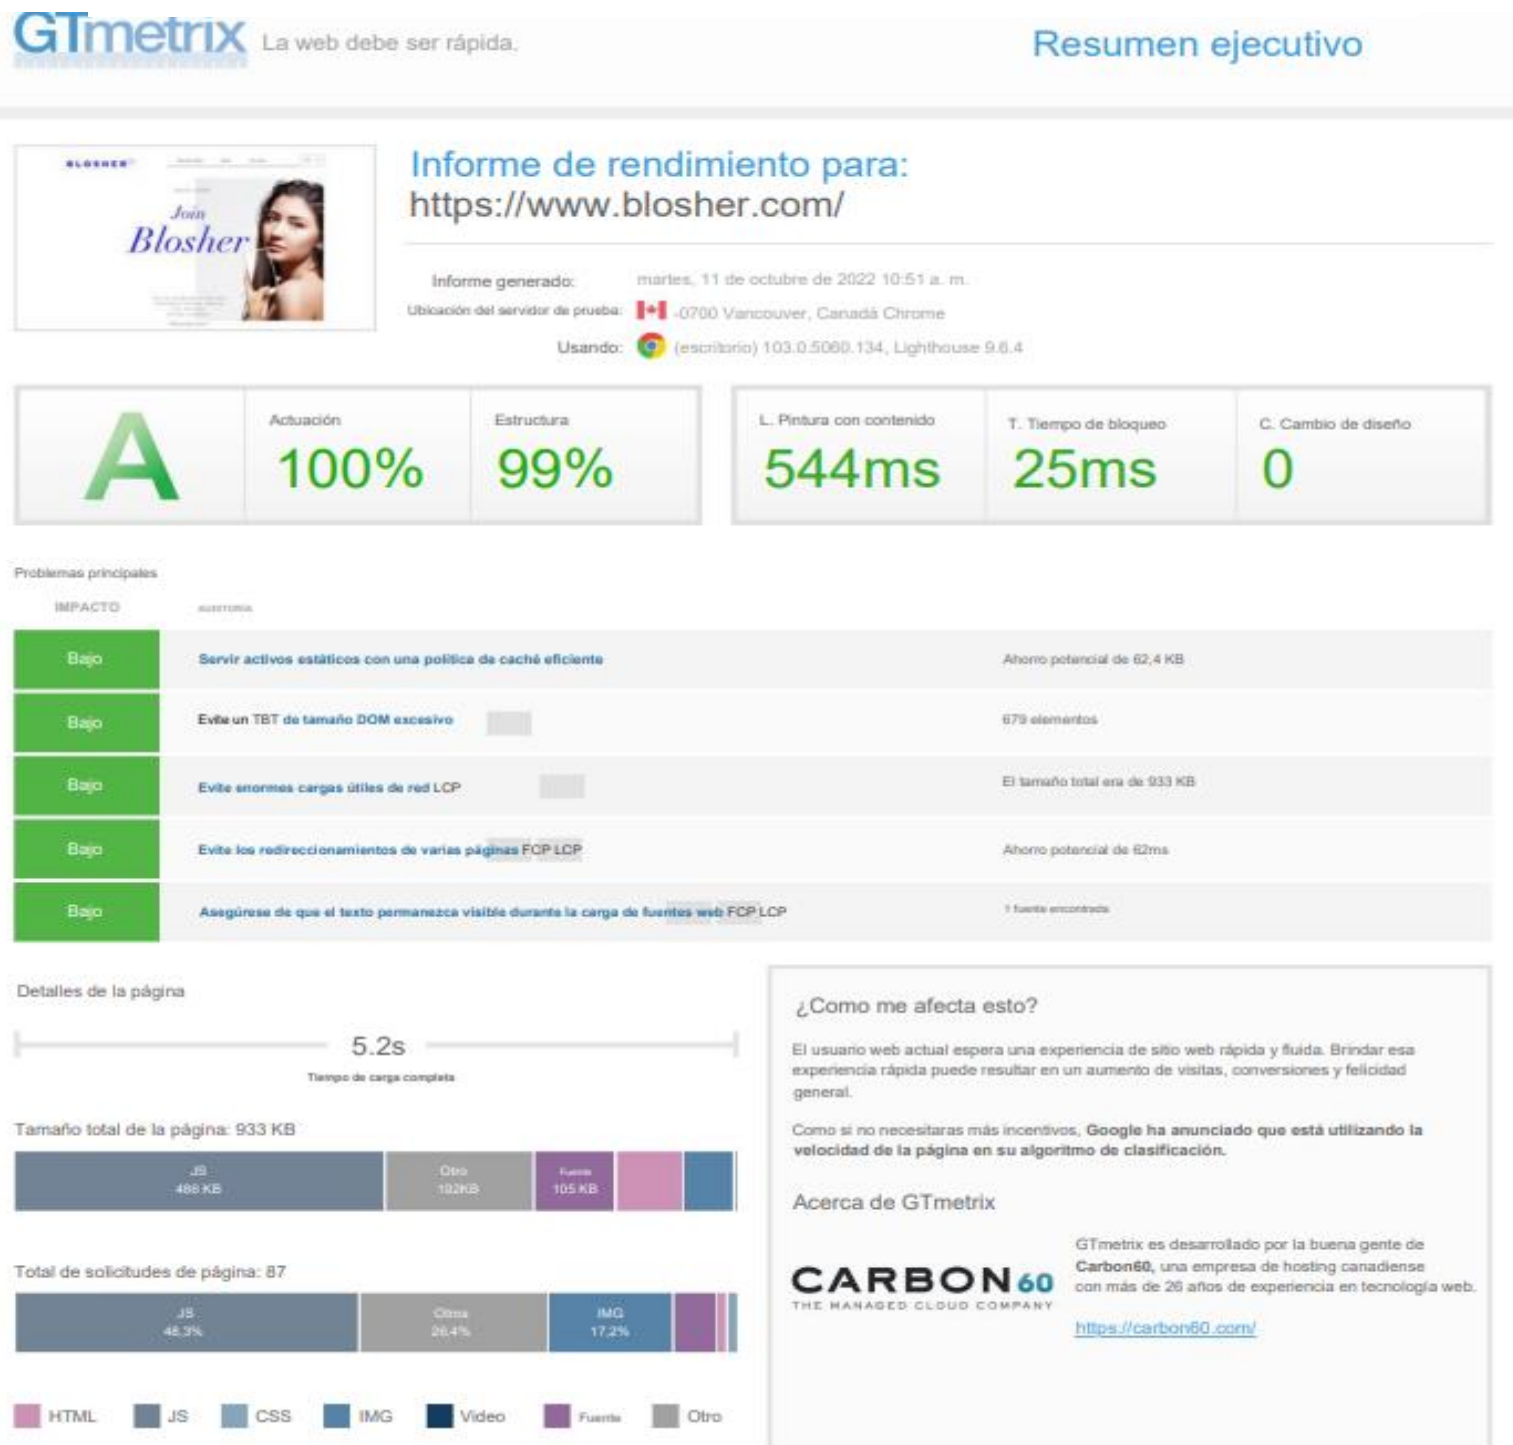 GTmetrix La web debe ser rápida.
Resumen ejecutivo
BLOSHER
Join
Blosher
Informe de rendimiento para:
https://www.blosher.com/
Informe generado: martes, 11 de octubre de 2022 10:51 a. m.
Ubicación del servidor de prueba: -0700 Vancouver, Canadá Chrome
Usando: (escritorio) 103.0.5060.134, Lighthouse 9.6.4
A
Actuación
100%
Estructura
99%
L. Pintura con contenido
544ms
T. Tiempo de bloqueo
25ms
C. Cambio de diseño
0
Problemas principales
IMPACTO AUDITORÍA
Bajo Servir activos estáticos con una política de caché eficiente Ahorro potencial de 62,4 KB
Bajo Evite un TBT de tamaño DOM excesivo 679 elementos
Bajo Evite enormes cargas útiles de red LCP El tamaño total era de 933 KB
Bajo Evite los redireccionamientos de varias páginas FCP LCP Ahorro potencial de 62ms
Bajo Asegúrese de que el texto permanezca visible durante la carga de fuentes web FCP LCP 1 fuente encontrada
Detalles de la página
5.2s
Tiempo de carga completa
Tamaño total de la página: 933 KB
JS Otro Fuente
486 KB 192KB 105 KB
Total de solicitudes de página: 87
JS Otros IMG
48,3% 26,4% 17,2%
HTML JS CSS IMG Video Fuente Otro
¿Como me afecta esto?
El usuario web actual espera una experiencia de sitio web rápida y fluida. Brindar esa
experiencia rápida puede resultar en un aumento de visitas, conversiones y felicidad
general.
Como si no necesitaras más incentivos, Google ha anunciado que está utilizando la
velocidad de la página en su algoritmo de clasificación.
Acerca de GTmetrix
CARBON60
THE MANAGED CLOUD COMPANY
GTmetrix es desarrollado por la buena gente de
Carbon60, una empresa de hosting canadiense
con más de 26 años de experiencia en tecnología web.
https://carbon60.com/